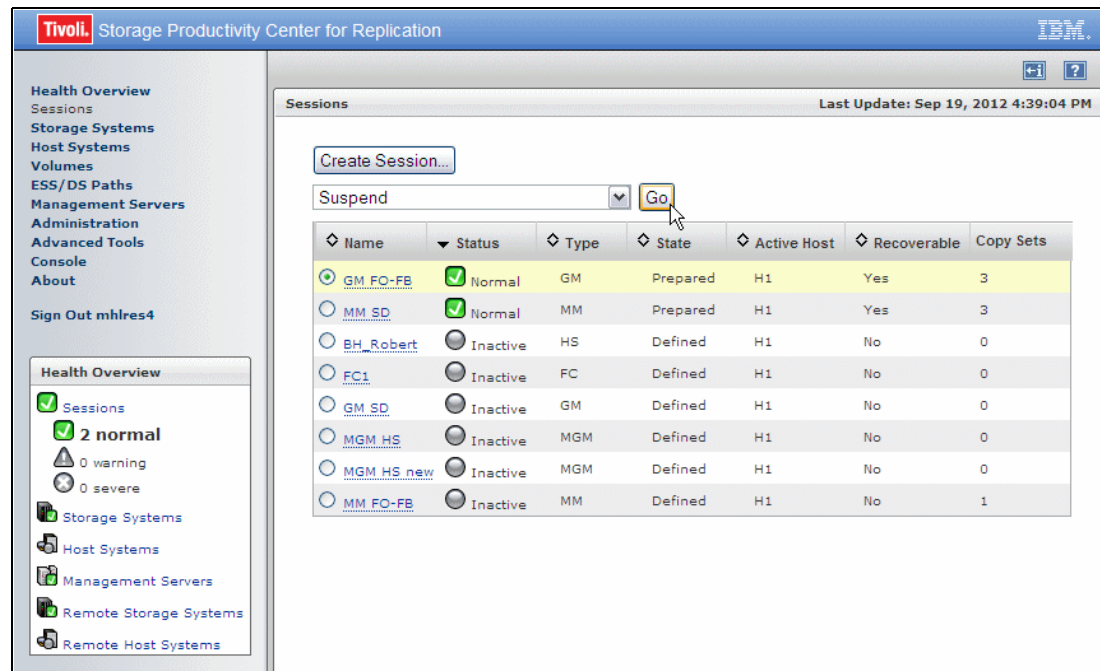 Tivoli. Storage Productivity Center for Replication IBM.
Health Overview
Sessions
Storage Systems
Host Systems
Volumes
ESS/DS Paths
Management Servers
Administration
Advanced Tools
Console
About
Sign Out mhlres4
Health Overview
Sessions
2 normal
0 warning
0 severe
Storage Systems
Host Systems
Management Servers
Remote Storage Systems
Remote Host Systems
i ?
Sessions Last Update: Sep 19, 2012 4:39:04 PM
Create Session...
Suspend Go
Name Status Type State Active Host Recoverable Copy Sets
GM FO-FB Normal GM Prepared H1 Yes 3
MM SD Normal MM Prepared H1 Yes 3
BH_Robert Inactive HS Defined H1 No 0
FC1 Inactive FC Defined H1 No 0
GM SD Inactive GM Defined H1 No 0
MGM HS Inactive MGM Defined H1 No 0
MGM HS new Inactive MGM Defined H1 No 0
MM FO-FB Inactive MM Defined H1 No 1